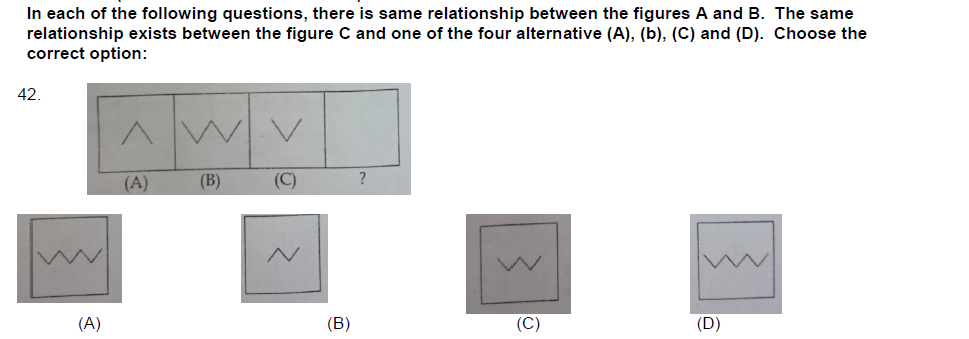 In each of the following questions, there is same relationship between the figures A and B. The same
relationship exists between the figure C and one of the four alternative (A), (b), (C) and (D). Choose the
correct option:
42.
(A) (B) (C) ?
(A) (B) (C) (D)